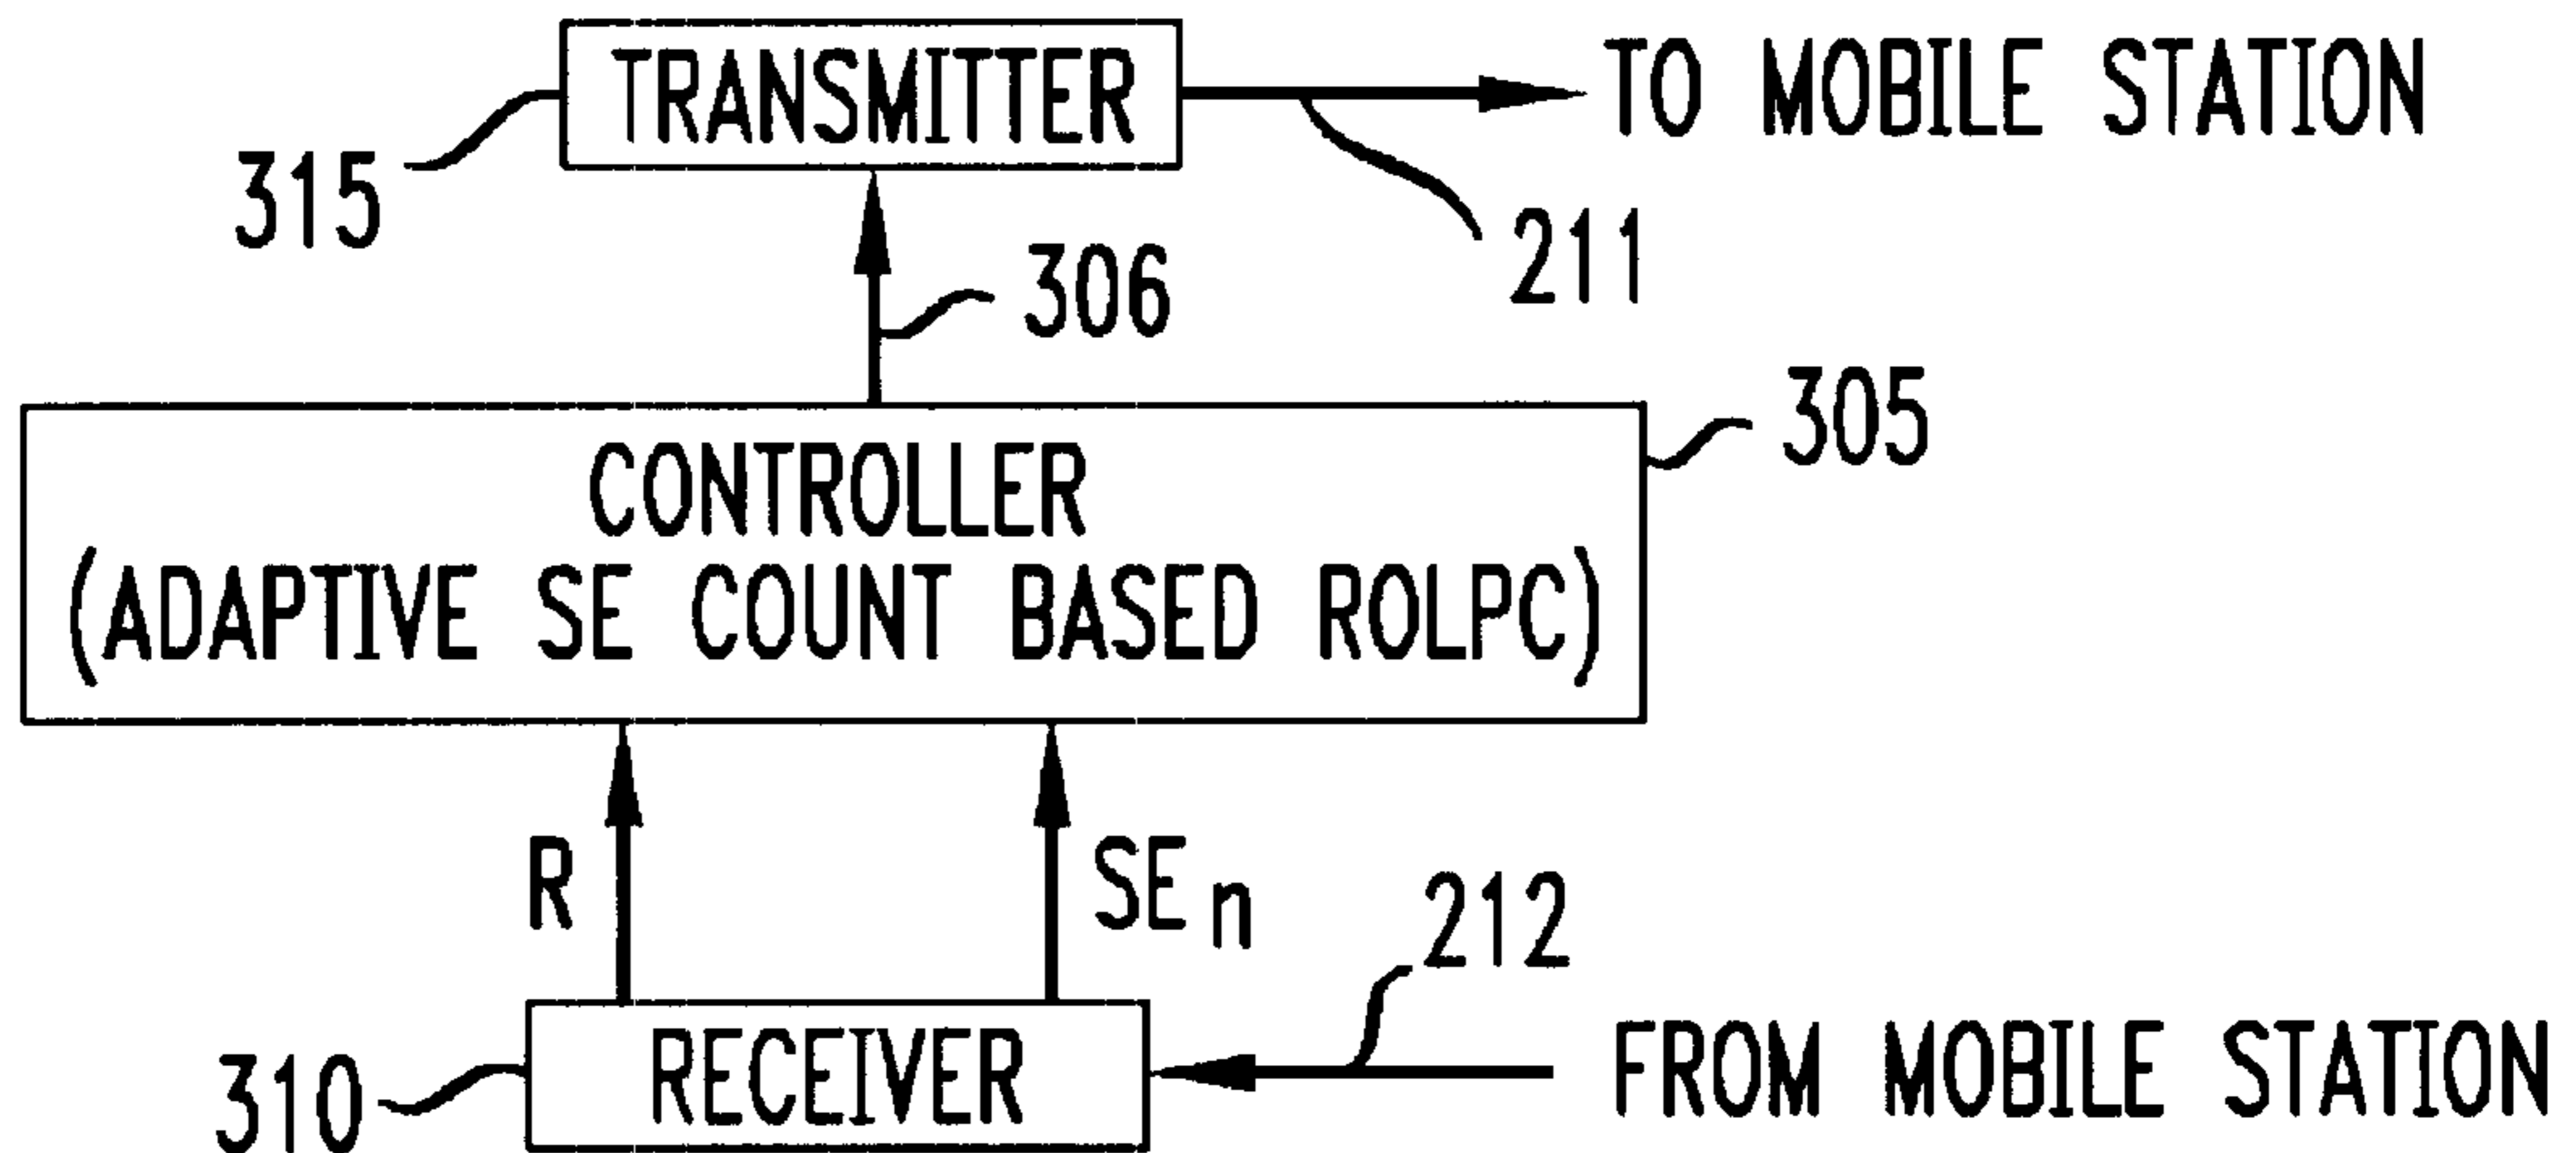 TRANSMITTER
TO MOBILE STATION
315
211
306
305
CONTROLLER
(ADAPTIVE SE COUNT BASED ROLPC)
R
SEn
212
310
RECEIVER
FROM MOBILE STATION